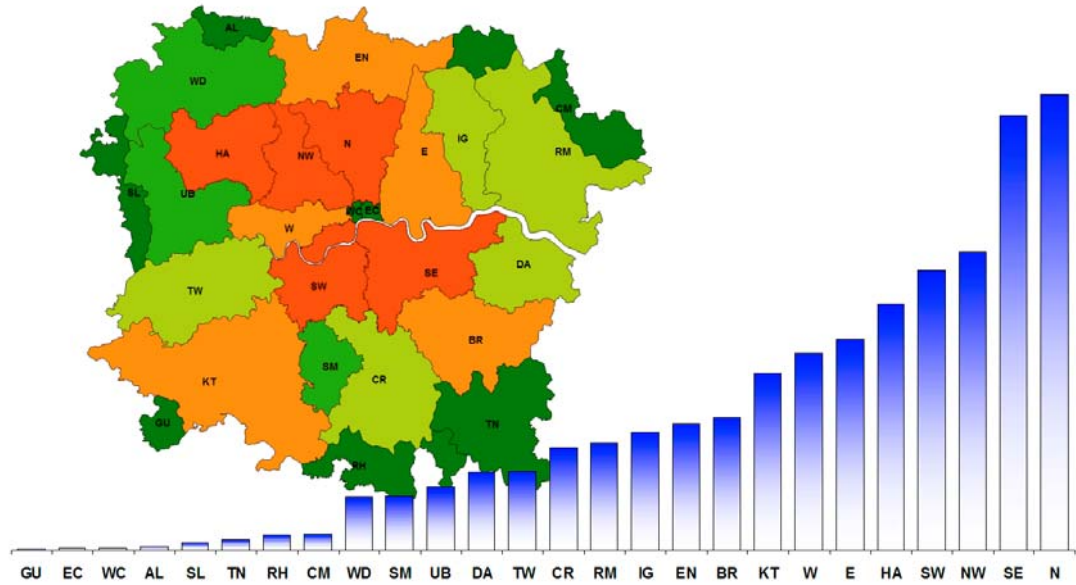 AL
EN
WD
CM
IG
N
HA
NW
E
RM
SL
UB
WC EC
W
DA
SE
TW
SW
BR
SM
CR
KT
GU
TN
RH
GU EC WC AL SL TN RH CM WD SM UB DA TW CR RM IG EN BR KT W E HA SW NW SE N